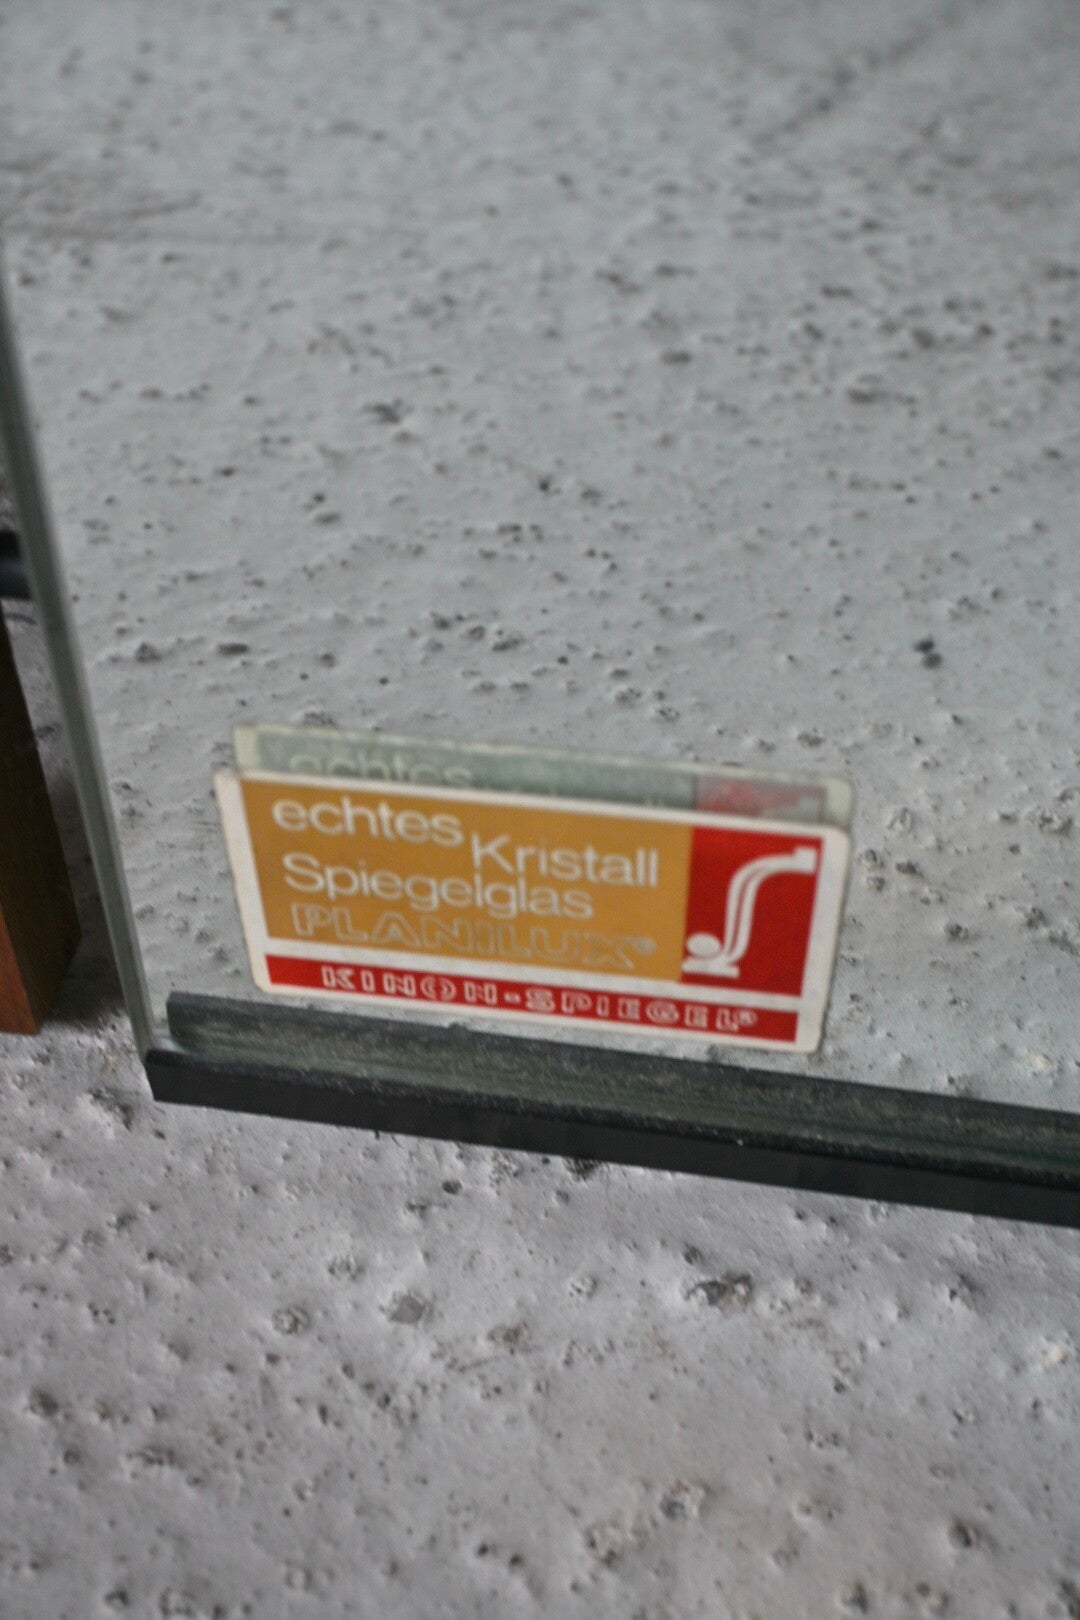 echtes Kristall
Spiegelglas
PLANILUX®
KINON-SPIEGEL®